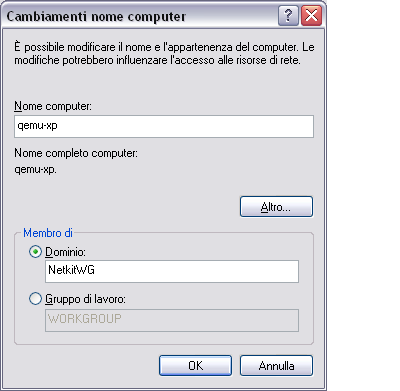 Cambiamenti nome computer
È possibile modificare il nome e l'appartenenza del computer. Le
modifiche potrebbero influenzare l'accesso alle risorse di rete.
Nome computer:
qemu-xp
Nome completo computer:
qemu-xp.
Altro...
Membro di
Dominio:
NetkitWG
Gruppo di lavoro:
WORKGROUP
OK
Annulla